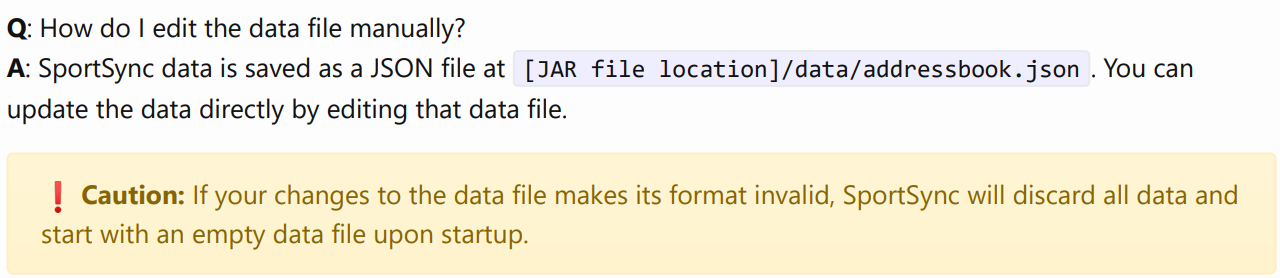 Q: How do I edit the data file manually?
A: SportSync data is saved as a JSON file at [JAR file location]/data/addressbook.json . You can
update the data directly by editing that data file.
❗ Caution: If your changes to the data file makes its format invalid, SportSync will discard all data and
start with an empty data file upon startup.